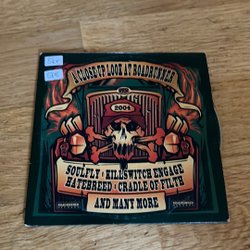 A CLOSE UP LOOK AT ROADRUNNER
2004
SOULFLY · KILLSWITCH ENGAGE
HATEBREED · CRADLE OF FILTH
AND MANY MORE